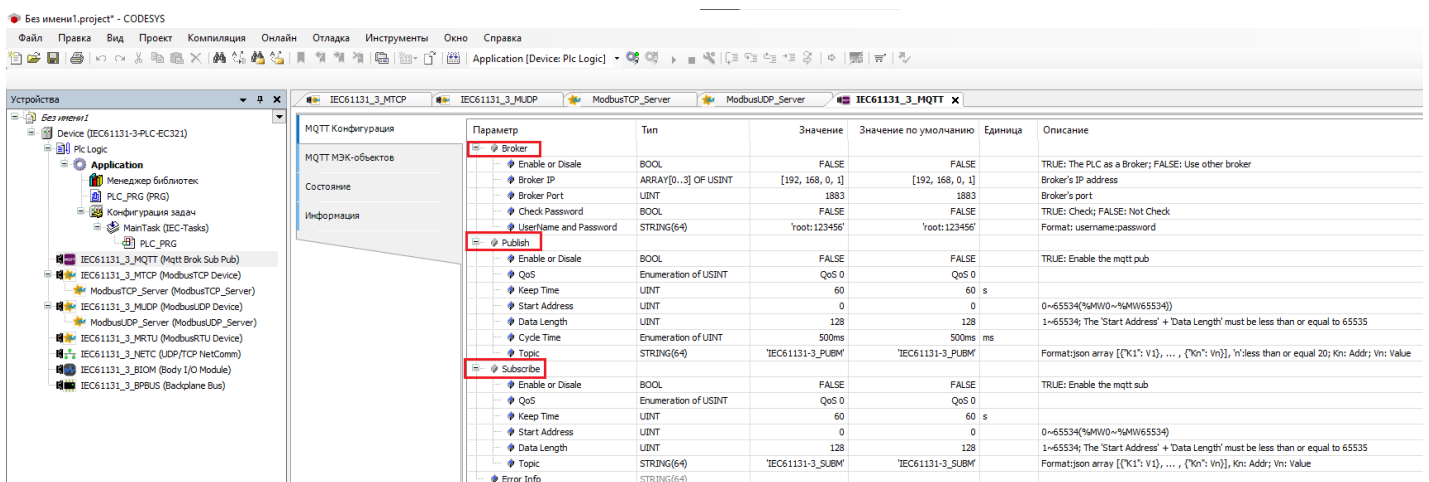 Без имени1.project* - CODESYS
Файл Правка Вид Проект Компиляция Онлайн Отладка Инструменты Окно Справка
Application [Device: Plc Logic]
Устройства
Без имени1
Device (IEC61131-3-PLC-EC321)
Plc Logic
Application
Менеджер библиотек
PLC_PRG (PRG)
Конфигурация задач
MainTask (IEC-Tasks)
PLC_PRG
IEC61131_3_MQTT (Mqtt Brok Sub Pub)
IEC61131_3_MTCP (ModbusTCP Device)
ModbusTCP_Server (ModbusTCP_Server)
IEC61131_3_MUDP (ModbusUDP Device)
ModbusUDP_Server (ModbusUDP_Server)
IEC61131_3_MRTU (ModbusRTU Device)
IEC61131_3_NETC (UDP/TCP NetComm)
IEC61131_3_BIOM (Body I/O Module)
IEC61131_3_BPBUS (Backplane Bus)
IEC61131_3_MTCP IEC61131_3_MUDP ModbusTCP_Server ModbusUDP_Server IEC61131_3_MQTT
MQTT Конфигурация
MQTT МЭК-объектов
Состояние
Информация
Параметр Тип Значение Значение по умолчанию Единица Описание
Broker
Enable or Disale BOOL FALSE FALSE TRUE: The PLC as a Broker; FALSE: Use other broker
Broker IP ARRAY[0..3] OF USINT [192, 168, 0, 1] [192, 168, 0, 1] Broker's IP address
Broker Port UINT 1883 1883 Broker's port
Check Password BOOL FALSE FALSE TRUE: Check; FALSE: Not Check
UserName and Password STRING(64) 'root:123456' 'root:123456' Format: username:password
Publish
Enable or Disale BOOL FALSE FALSE TRUE: Enable the mqtt pub
QoS Enumeration of USINT QoS 0 QoS 0
Keep Time UINT 60 60 s
Start Address UINT 0 0 0~65534(%MW0~%MW65534))
Data Length UINT 128 128 1~65534; The 'Start Address' + 'Data Length' must be less than or equal to 65535
Cycle Time Enumeration of UINT 500ms 500ms ms
Topic STRING(64) 'IEC61131-3_PUBM' 'IEC61131-3_PUBM' Format:json array [{"K1": V1}, ... , {"Kn": Vn}], 'n':less than or equal 20; Kn: Addr; Vn: Value
Subscribe
Enable or Disale BOOL FALSE FALSE TRUE: Enable the mqtt sub
QoS Enumeration of USINT QoS 0 QoS 0
Keep Time UINT 60 60 s
Start Address UINT 0 0 0~65534(%MW0~%MW65534)
Data Length UINT 128 128 1~65534; The 'Start Address' + 'Data Length' must be less than or equal to 65535
Topic STRING(64) 'IEC61131-3_SUBM' 'IEC61131-3_SUBM' Format:json array [{"K1": V1}, ... , {"Kn": Vn}], Kn: Addr; Vn: Value
Error Info STRING(64)